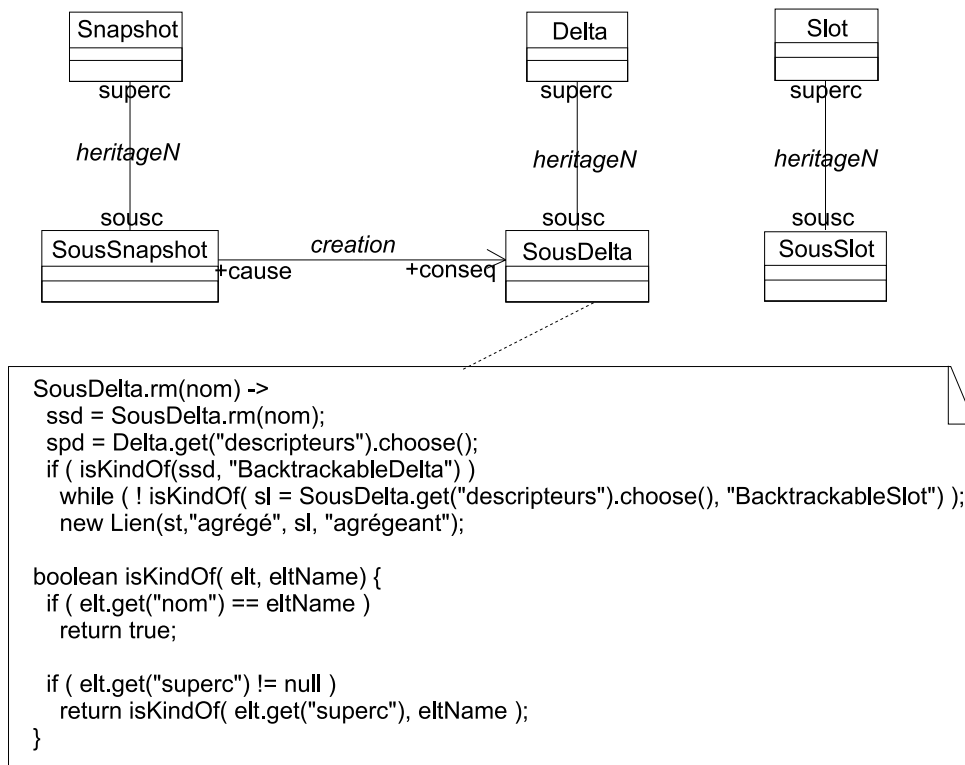 Snapshot
Delta
Slot
superc
superc
superc
heritageN
heritageN
heritageN
sousc
sousc
sousc
SousSnapshot
creation
SousDelta
SousSlot
+cause
+conseq
SousDelta.rm(nom) ->
ssd = SousDelta.rm(nom);
spd = Delta.get("descripteurs").choose();
if ( isKindOf(ssd, "BacktrackableDelta") )
while ( ! isKindOf( sl = SousDelta.get("descripteurs").choose(), "BacktrackableSlot") );
new Lien(st,"agrégé", sl, "agrégeant");
boolean isKindOf( elt, eltName) {
if ( elt.get("nom") == eltName )
return true;
if ( elt.get("superc") != null )
return isKindOf( elt.get("superc"), eltName );
}